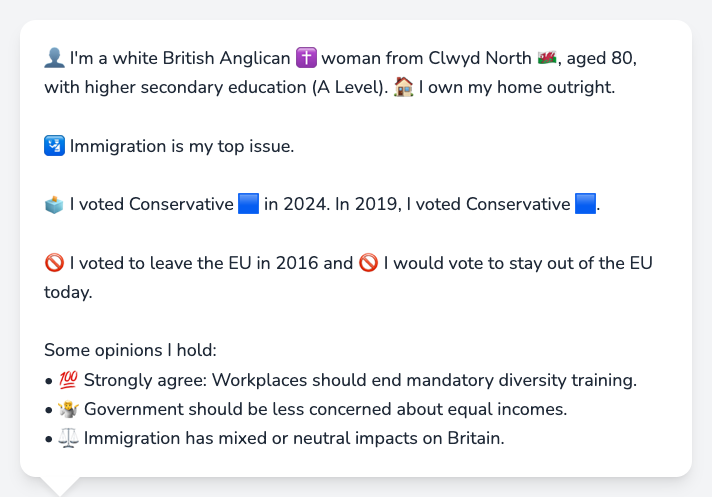 👤 I'm a white British Anglican ✝️ woman from Clwyd North 🏴󠁧󠁢󠁷󠁬󠁳󠁿, aged 80,
with higher secondary education (A Level). 🏠 I own my home outright.
🛂 Immigration is my top issue.
🗳️ I voted Conservative 🟦 in 2024. In 2019, I voted Conservative 🟦.
🚫 I voted to leave the EU in 2016 and 🚫 I would vote to stay out of the EU
today.
Some opinions I hold:
• 💯 Strongly agree: Workplaces should end mandatory diversity training.
• 🤷 Government should be less concerned about equal incomes.
• ⚖️ Immigration has mixed or neutral impacts on Britain.